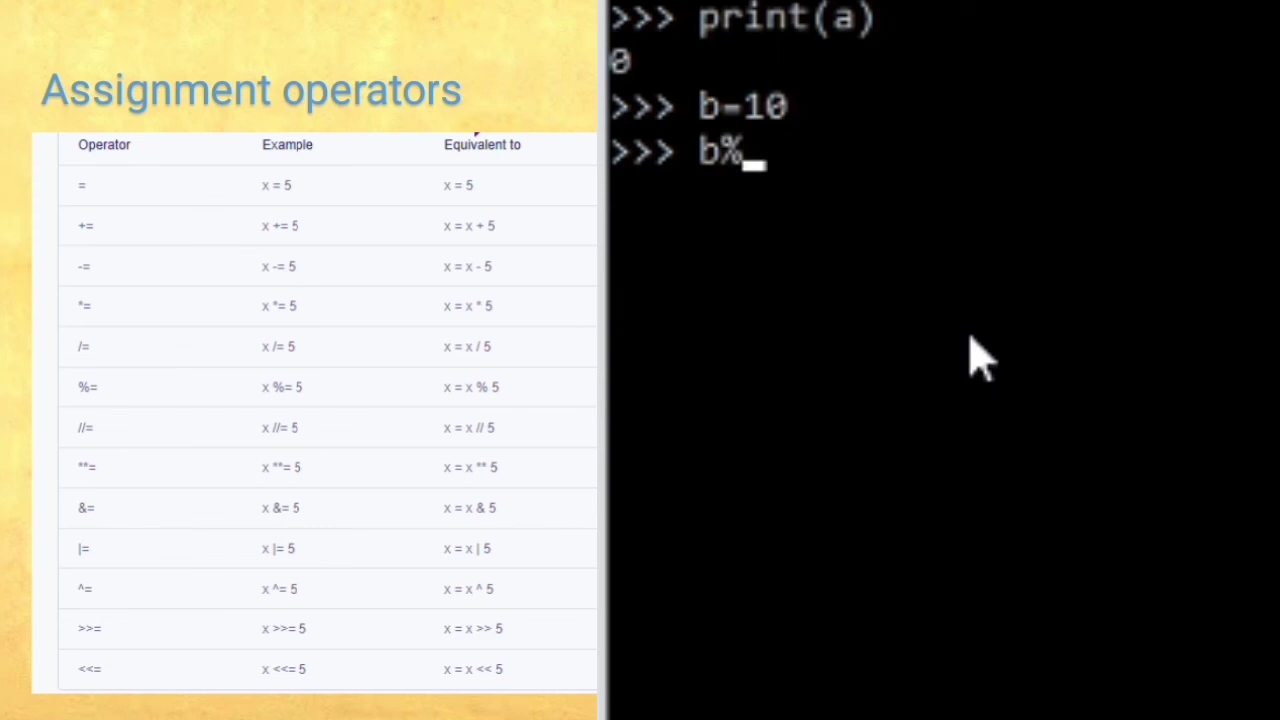 Assignment operators
Operator Example Equivalent to
= x = 5 x = 5
+= x += 5 x = x + 5
-= x -= 5 x = x - 5
*= x *= 5 x = x * 5
/= x /= 5 x = x / 5
%= x %= 5 x = x % 5
//= x //= 5 x = x // 5
**= x **= 5 x = x ** 5
&= x &= 5 x = x & 5
|= x |= 5 x = x | 5
^= x ^= 5 x = x ^ 5
>>= x >>= 5 x = x >> 5
<<= x <<= 5 x = x << 5
>>> print(a)
0
>>> b=10
>>> b%